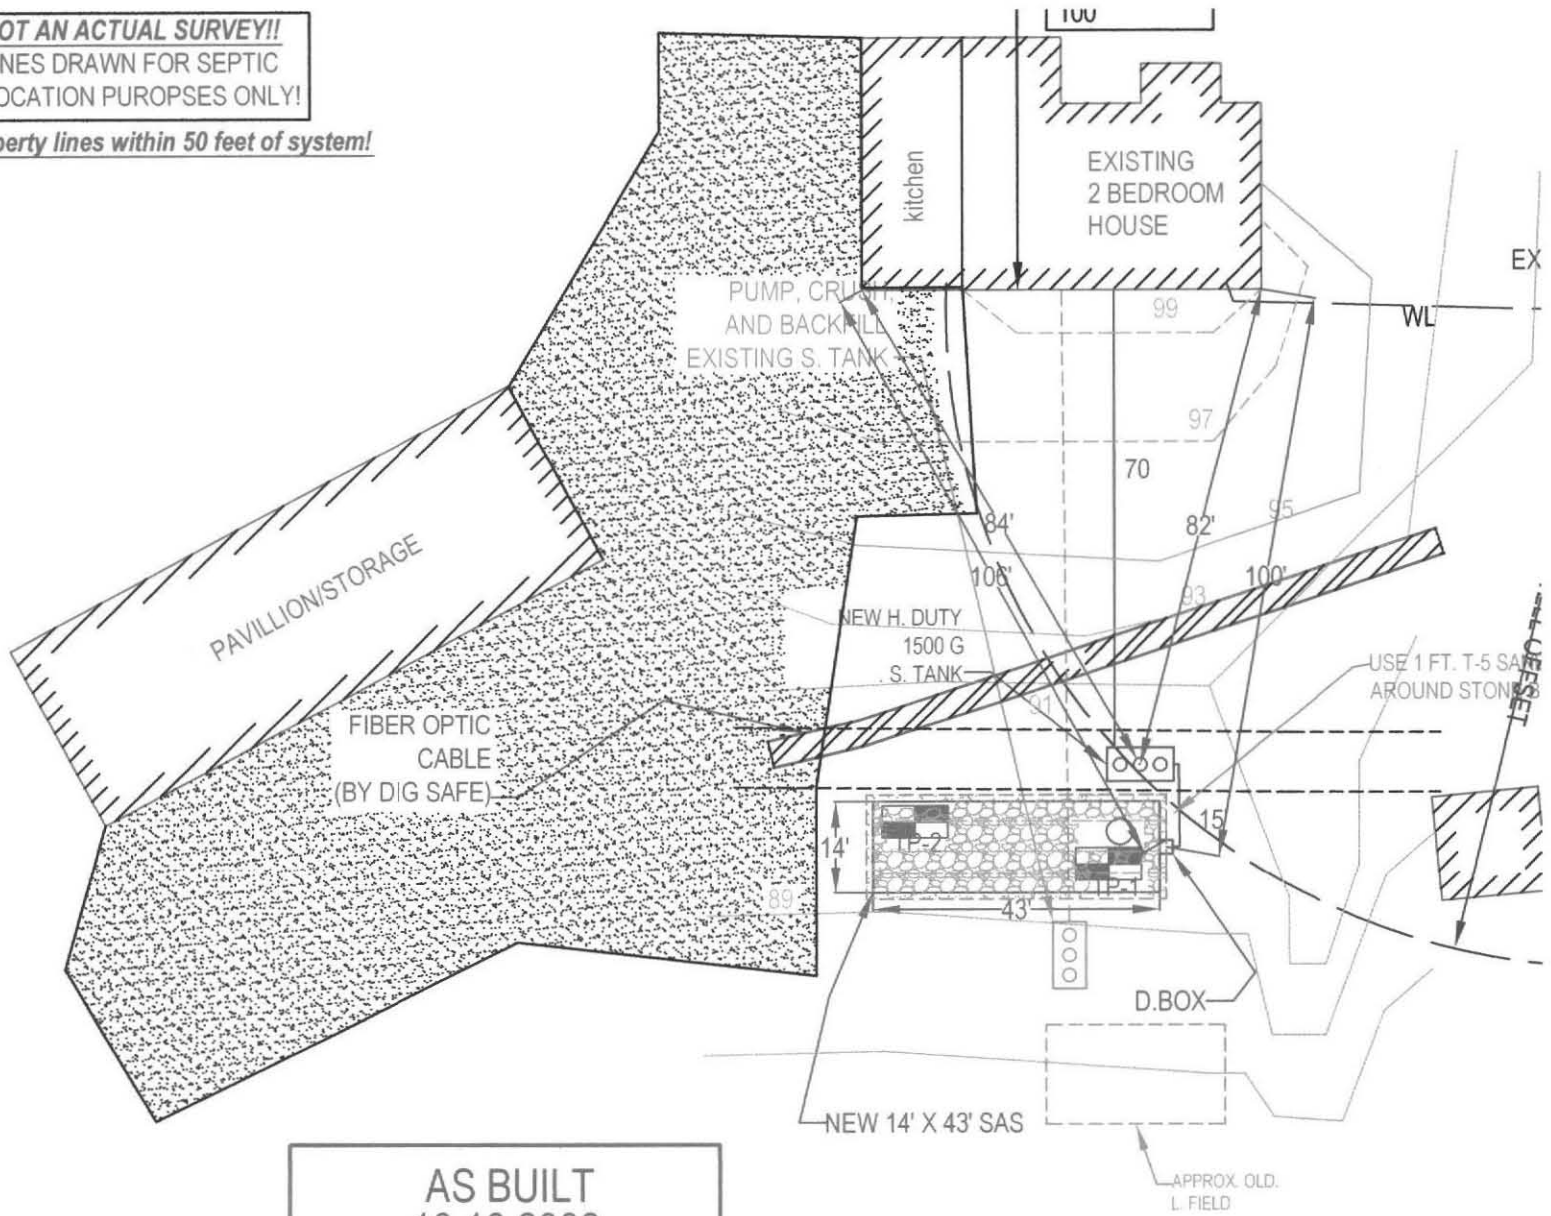 OT AN ACTUAL SURVEY!!
NES DRAWN FOR SEPTIC
OCATION PUROPSES ONLY!
perty lines within 50 feet of system!
100
kitchen
EXISTING
2 BEDROOM
HOUSE
EX
WL
PUMP, CRUSH,
AND BACKFILL
EXISTING S. TANK
99
97
70
95
84'
82'
106'
100'
93
NEW H. DUTY
1500 G
S. TANK
91
USE 1 FT. T-5 SA
AROUND STONE
OFFSET
PAVILLION/STORAGE
FIBER OPTIC
CABLE
(BY DIG SAFE)
14'
TP-2
TP-1
15'
43'
89
D.BOX
NEW 14' X 43' SAS
APPROX. OLD.
L. FIELD
AS BUILT